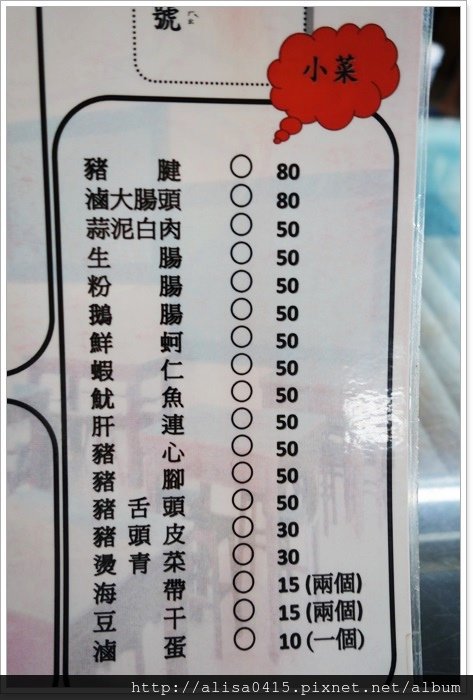 號
小菜
豬腱 ○ 80
滷大腸頭 ○ 80
蒜泥白肉 ○ 50
生腸 ○ 50
粉腸 ○ 50
鵝腸 ○ 50
鮮蚵 ○ 50
蝦仁 ○ 50
魷魚 ○ 50
肝連 ○ 50
豬心 ○ 50
豬腳 ○ 50
豬舌頭 ○ 50
豬頭皮 ○ 30
燙青菜 ○ 30
海帶 ○ 15 (兩個)
豆干 ○ 15 (兩個)
滷蛋 ○ 10 (一個)
http://alisa0415.pixnet.net/album